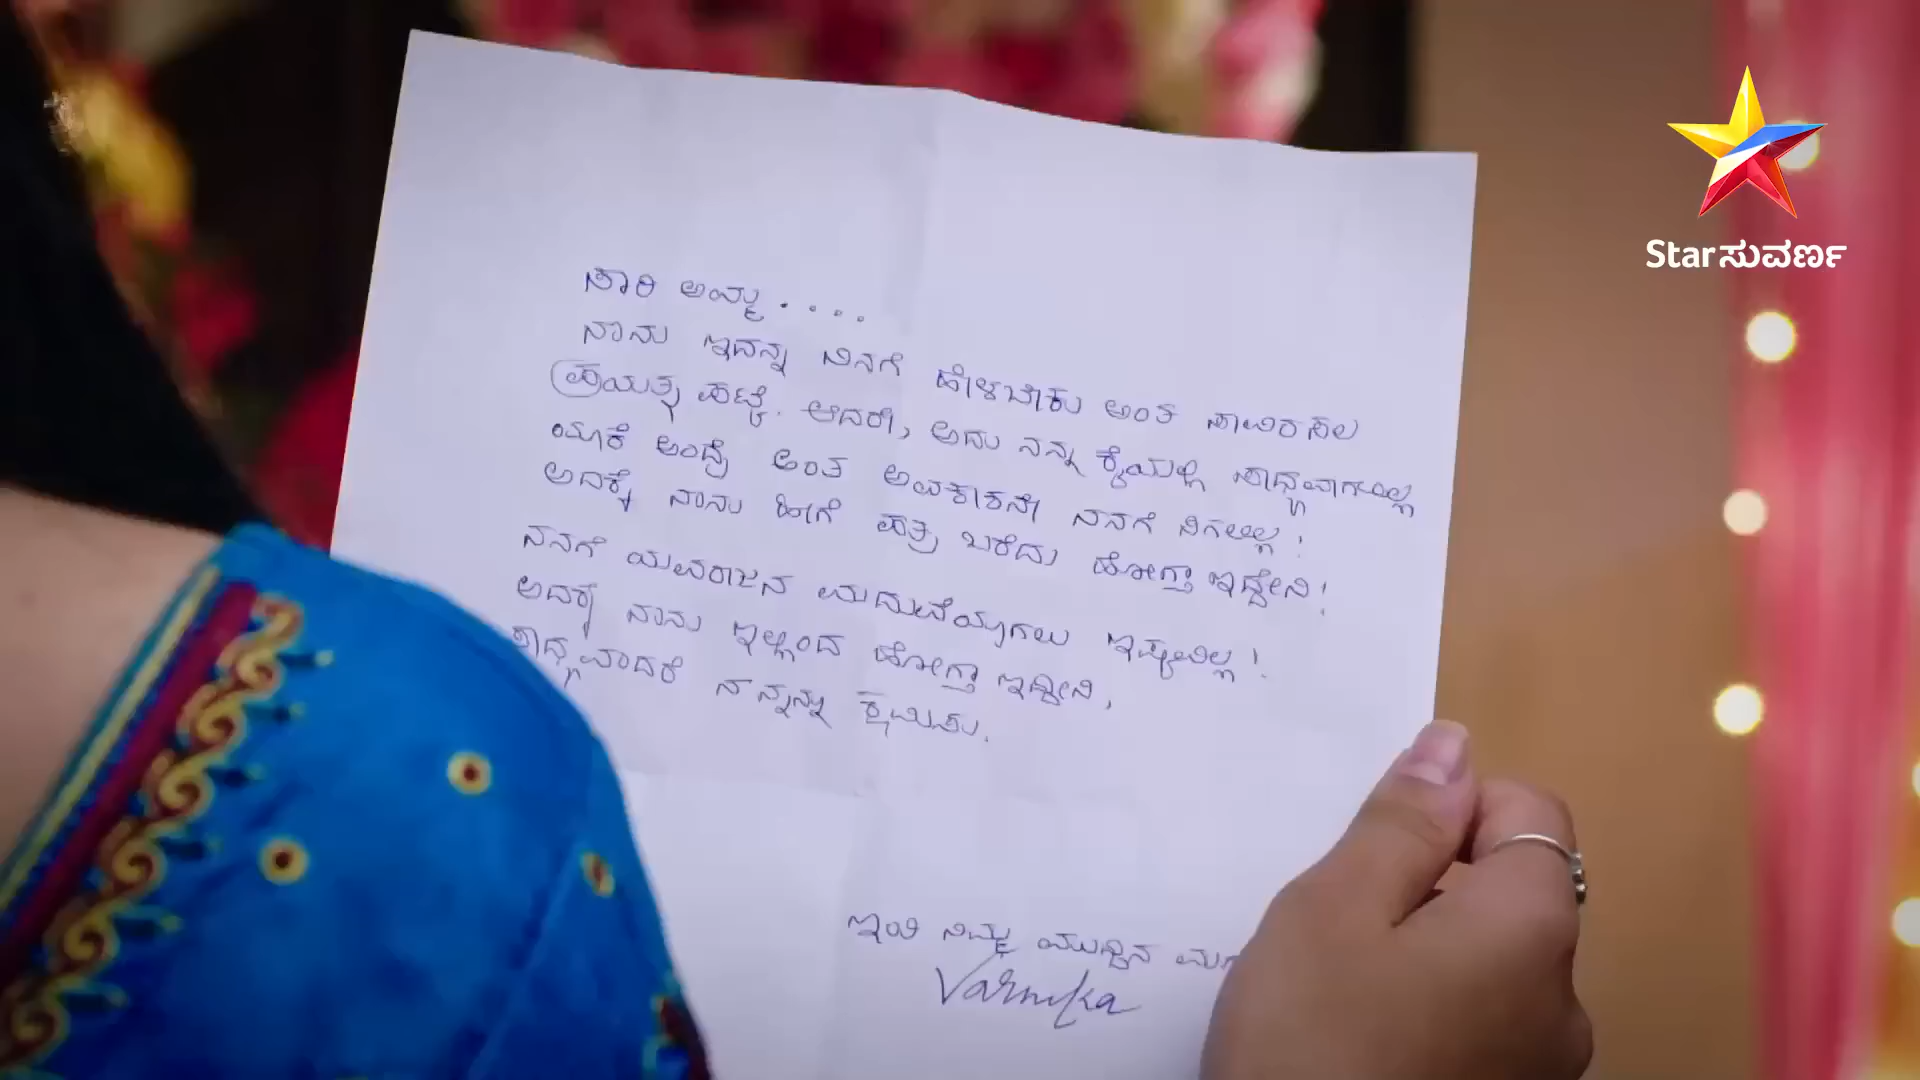 ಸಾರಿ ಅಮ್ಮ.....
ನಾನು ಇದನ್ನ ನಿನಗೆ ಹೇಳಬೇಕು ಅಂತ ಸಾವಿರ ಸಲ
ಪ್ರಯತ್ನ ಪಟ್ಟೆ. ಆದರೇ, ಅದು ನನ್ನ ಕೈಯಲ್ಲಿ ಸಾಧ್ಯವಾಗಲಿಲ್ಲ
ಯಾಕೆ ಅಂದ್ರೆ ಅಂತ ಅವಕಾಶನೇ ನನಗೆ ಸಿಗಲಿಲ್ಲ!
ಅದಕ್ಕೆ ನಾನು ಹೀಗೆ ಪತ್ರ ಬರೆದು ಹೋಗ್ತಾ ಇದ್ದೇನಿ!
ನನಗೆ ಯುವರಾಜನ ಮದುವೆಯಾಗಲು ಇಷ್ಟವಿಲ್ಲ!
ಅದಕ್ಕೆ ನಾನು ಇಲ್ಲಿಂದ ಹೋಗ್ತಾ ಇದ್ದೀನಿ,
ಸಾಧ್ಯವಾದರೆ ನನ್ನನ್ನು ಕ್ಷಮಿಸು.
ಇಂತಿ ನಿಮ್ಮ ಮುದ್ದಿನ
Varnika
Star ಸುವರ್ಣ